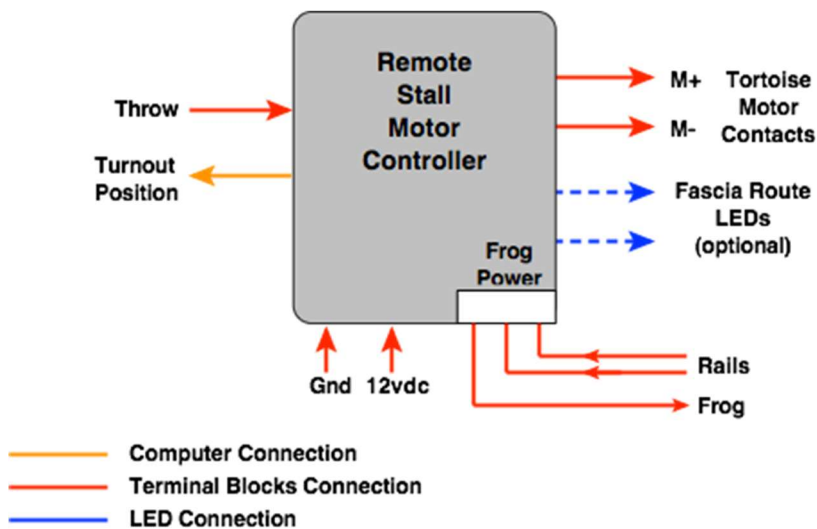 Remote
Stall
Motor
Controller
Throw
Turnout
Position
M+
M-
Tortoise
Motor
Contacts
Fascia Route
LEDs
(optional)
Frog
Power
Gnd
12vdc
Rails
Frog
Computer Connection
Terminal Blocks Connection
LED Connection